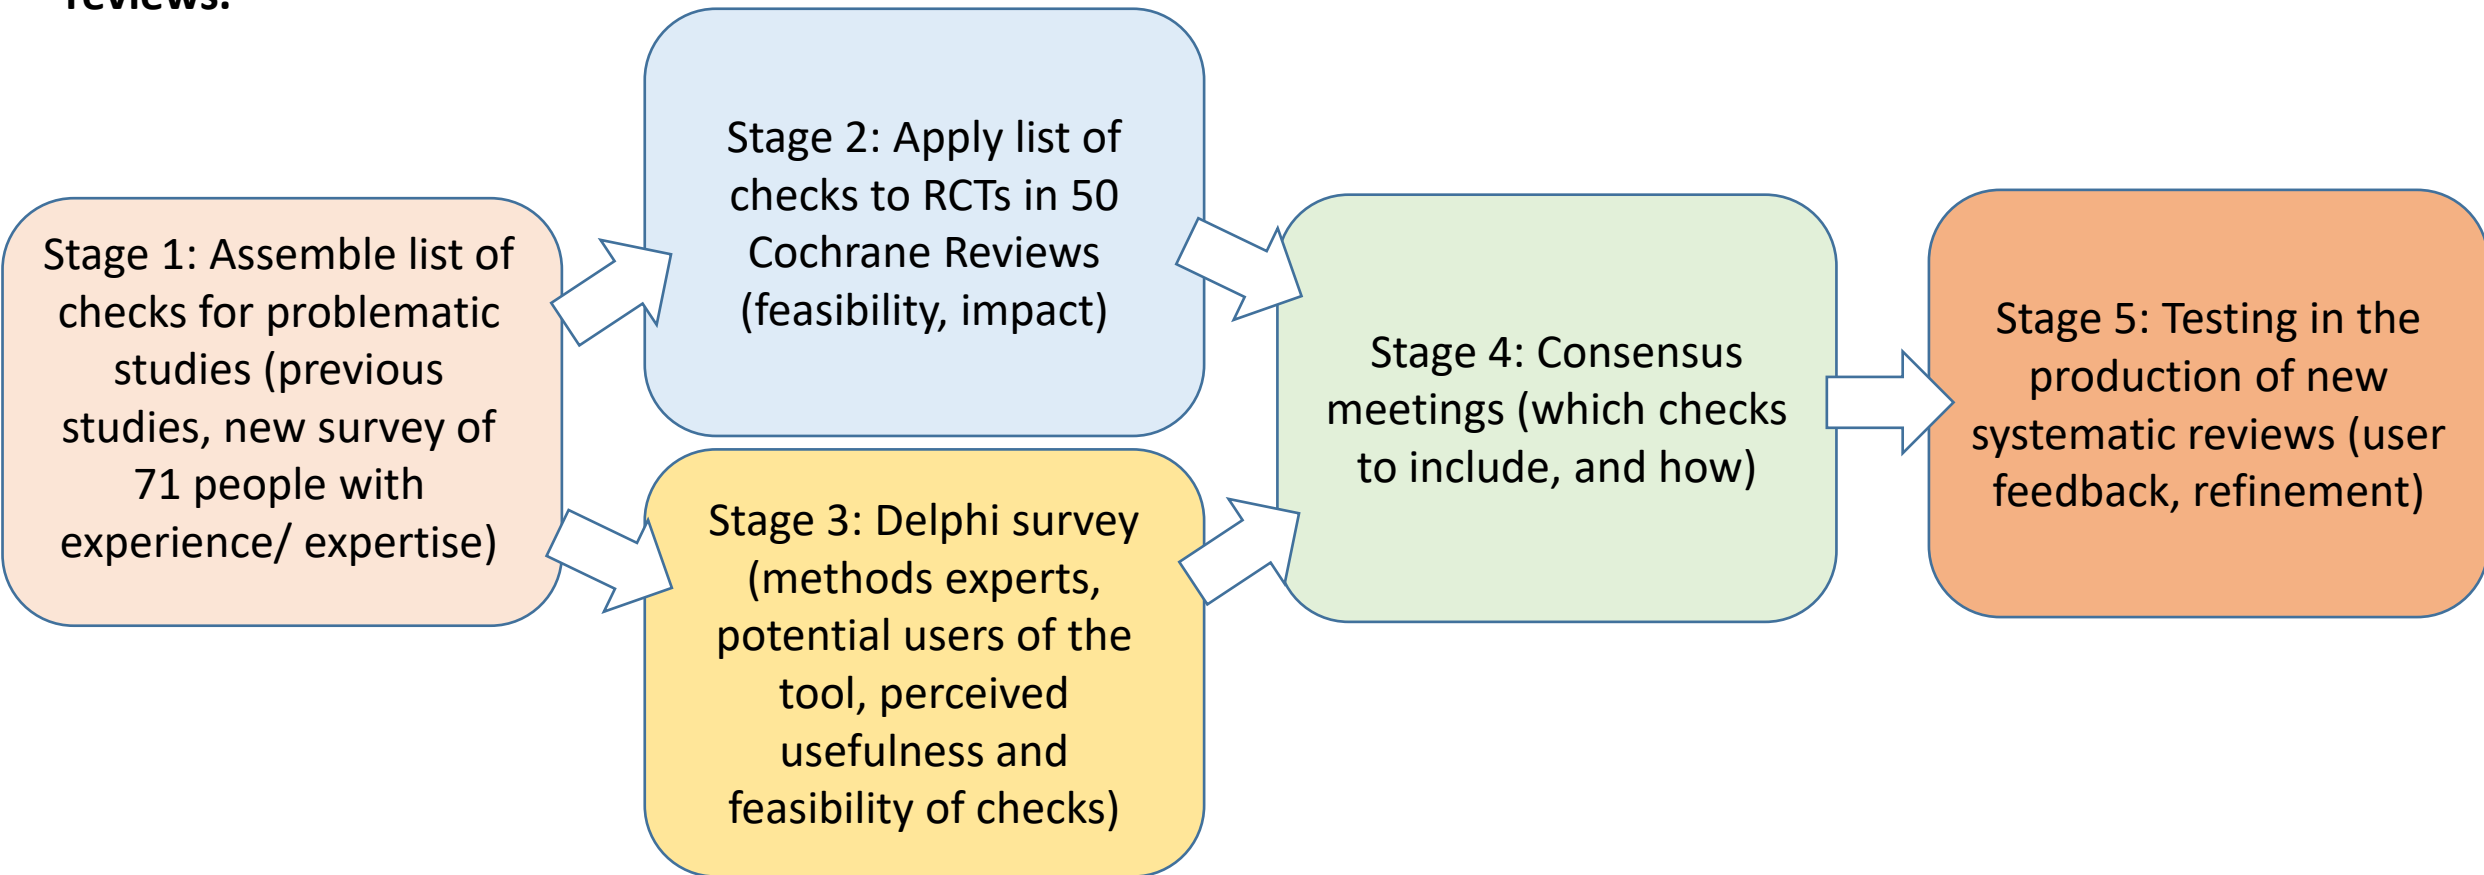 reviews.
Stage 1: Assemble list of
checks for problematic
studies (previous
studies, new survey of
71 people with
experience/ expertise)
Stage 2: Apply list of
checks to RCTs in 50
Cochrane Reviews
(feasibility, impact)
Stage 3: Delphi survey
(methods experts,
potential users of the
tool, perceived
usefulness and
feasibility of checks)
Stage 4: Consensus
meetings (which checks
to include, and how)
Stage 5: Testing in the
production of new
systematic reviews (user
feedback, refinement)